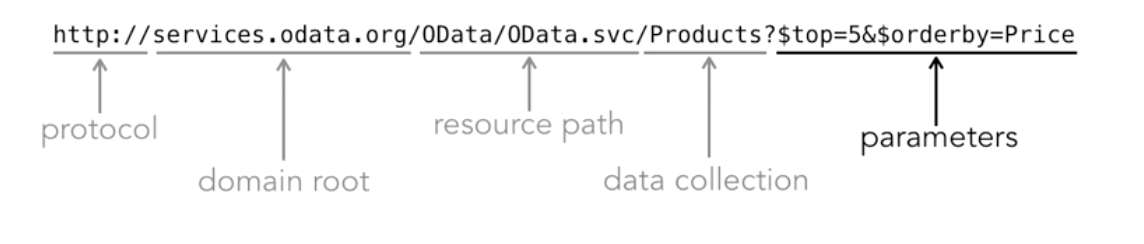 http://services.odata.org/OData/OData.svc/Products?$top=5&$orderby=Price
protocol
domain root
resource path
data collection
parameters